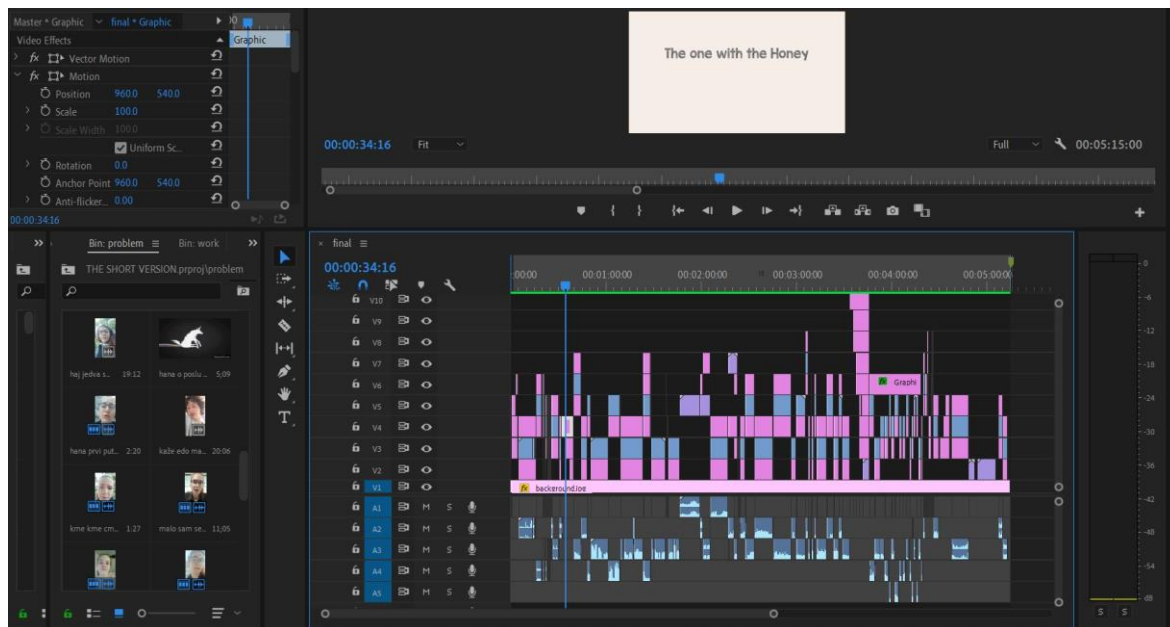 Master * Graphic
final * Graphic
Video Effects
Graphic
fx Vector Motion
fx Motion
Position 960.0 540.0
Scale 100.0
Scale Width 100.0
Uniform Sc...
Rotation 0.0
Anchor Point 960.0 540.0
Anti-flicker... 0.00
00:00:34:16
The one with the Honey
00:00:34:16 Fit Full 00:05:15:00
Bin: problem Bin: work
THE SHORT VERSION.prproj\problem
haj jedva s... 19:12
hana o poslu ... 5;09
hana prvi put... 2:20
kaže edo ma... 20:06
kme kme cm... 1:27
malo sam se... 11;05
final
00:00:34:16
:00:00 00:01:00:00 00:02:00:00 00:03:00:00 00:04:00:00 00:05:00:0
V10
V9
V8
V7
V6 Graphi
V5
V4
V3
V2
V1 fx background.jpg
A1 M S
A2 M S
A3 M S
A4 M S
A5 M S
T
0
-6
-12
-18
-24
-30
-36
-42
-48
-54
dB
S S